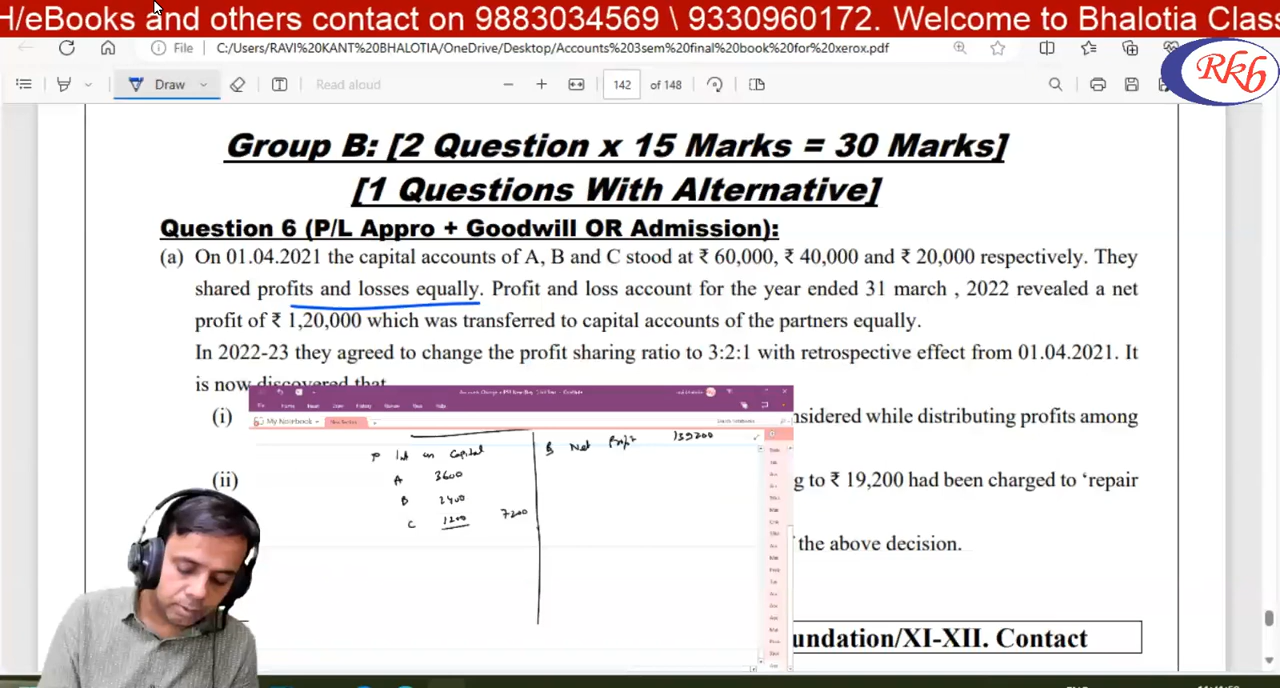 H/eBooks and others contact on 9883034569 \ 9330960172. Welcome to Bhalotia Clas
File C:/Users/RAVI%20KANT%20BHALOTIA/OneDrive/Desktop/Accounts%203sem%20final%20book%20for%20xerox.pdf
Rkb
Draw Read aloud 142 of 148
Group B: [2 Question x 15 Marks = 30 Marks]
[1 Questions With Alternative]
Question 6 (P/L Appro + Goodwill OR Admission):
(a) On 01.04.2021 the capital accounts of A, B and C stood at ₹ 60,000, ₹ 40,000 and ₹ 20,000 respectively. They
shared profits and losses equally. Profit and loss account for the year ended 31 march , 2022 revealed a net
profit of ₹ 1,20,000 which was transferred to capital accounts of the partners equally.
In 2022-23 they agreed to change the profit sharing ratio to 3:2:1 with retrospective effect from 01.04.2021. It
is now discovered that
(i) nsidered while distributing profits among
My Notebook
Int on Capital
A 3600
B 2400
C 1200 7200
B Net Profit 139200
(ii) g to ₹ 19,200 had been charged to ‘repair
the above decision.
undation/XI-XII. Contact